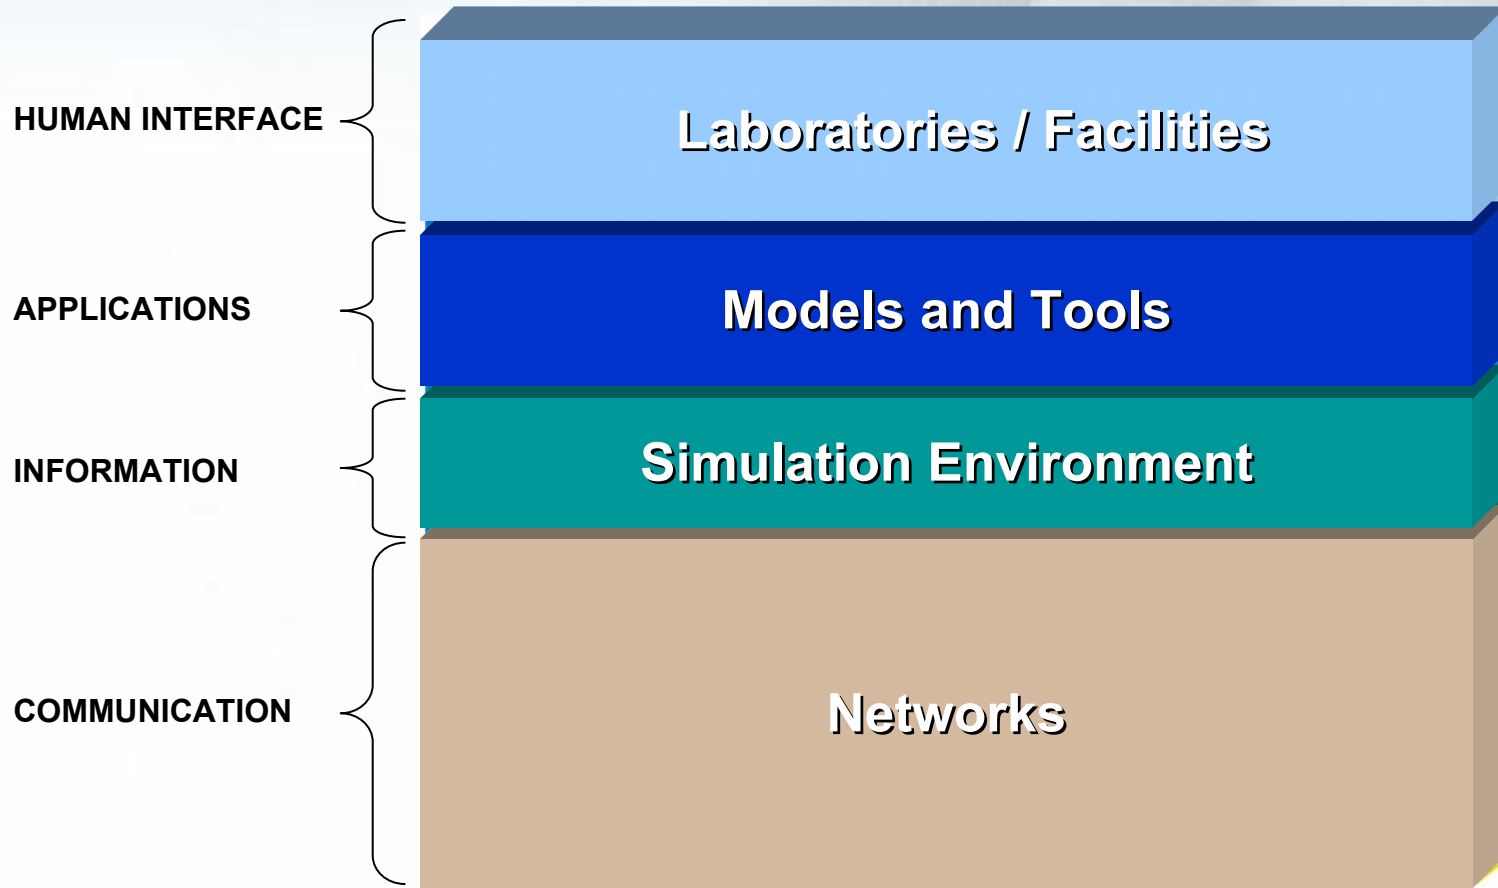 HUMAN INTERFACE
Laboratories / Facilities
APPLICATIONS
Models and Tools
INFORMATION
Simulation Environment
COMMUNICATION
Networks